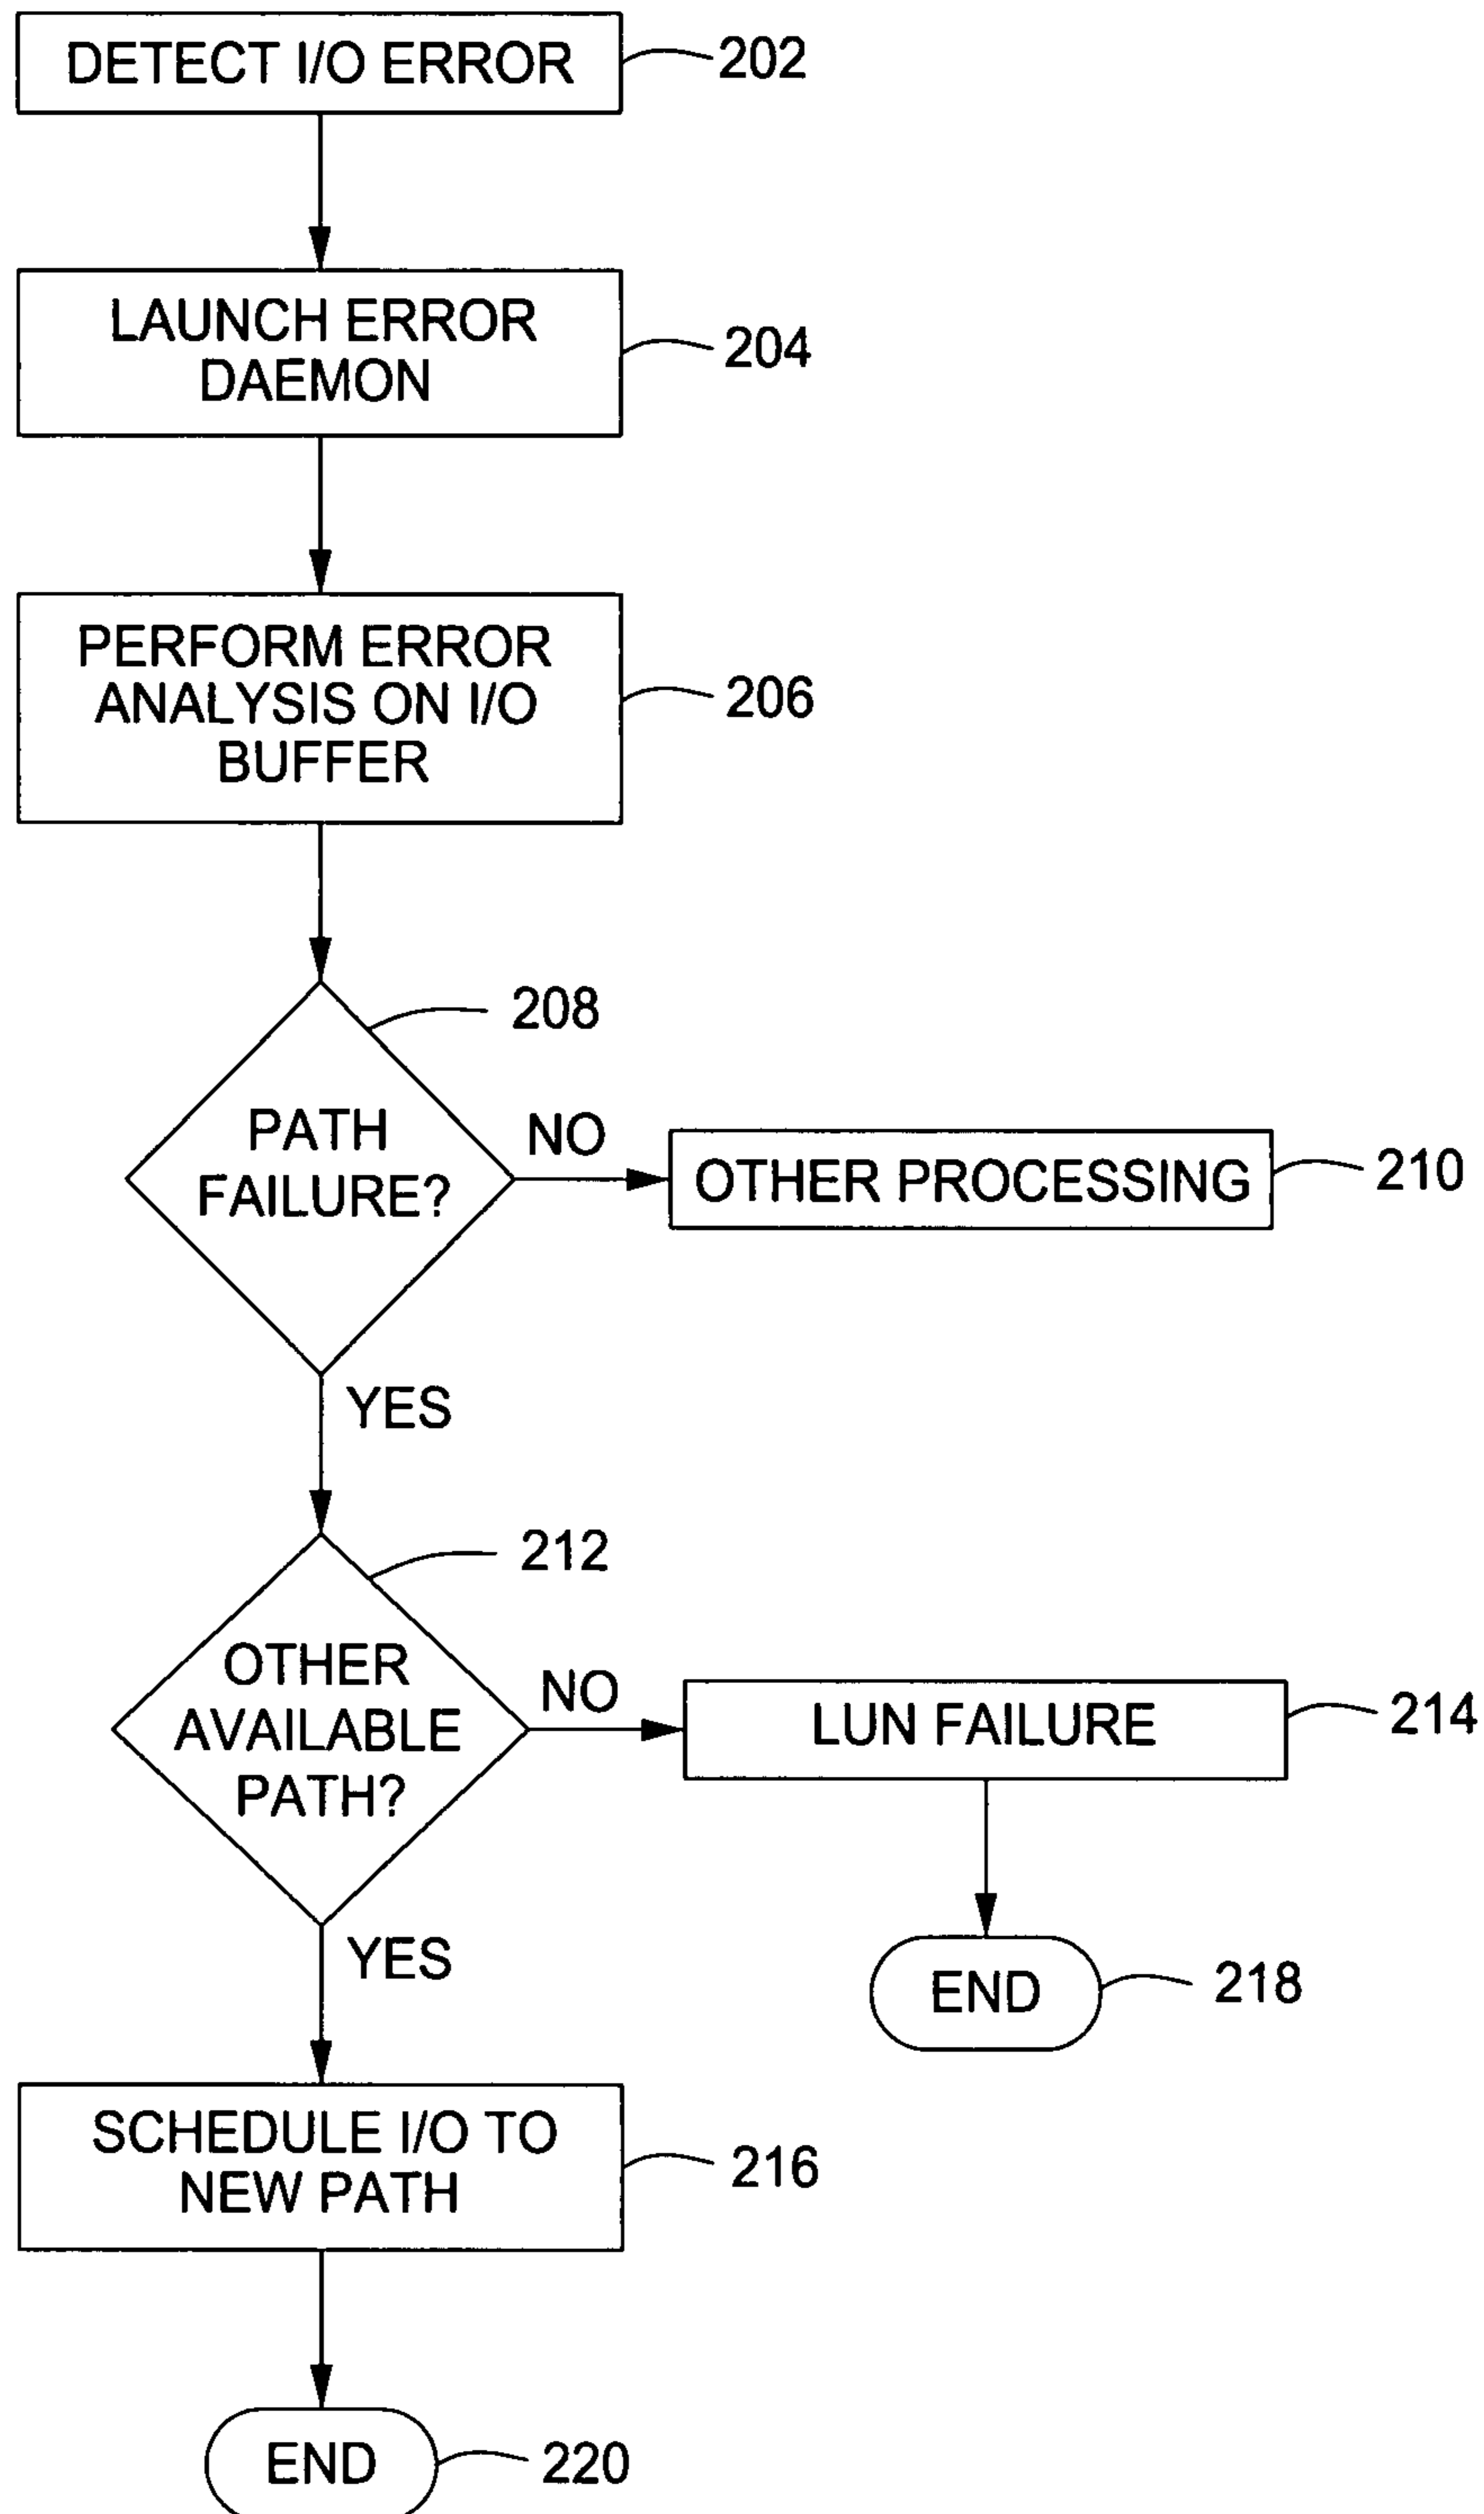 DETECT I/O ERROR
202
LAUNCH ERROR
DAEMON
204
PERFORM ERROR
ANALYSIS ON I/O
BUFFER
206
208
PATH
FAILURE?
NO
OTHER PROCESSING
210
YES
212
OTHER
AVAILABLE
PATH?
NO
LUN FAILURE
214
YES
END
218
SCHEDULE I/O TO
NEW PATH
216
END
220